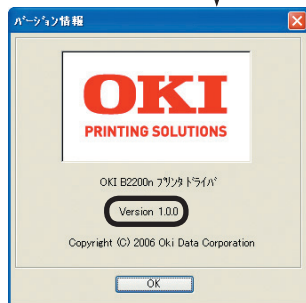 バージョン情報
OKI
PRINTING SOLUTIONS
OKI B2200n プリンタ ドライバ
Version 1.0.0
Copyright (C) 2006 Oki Data Corporation
OK